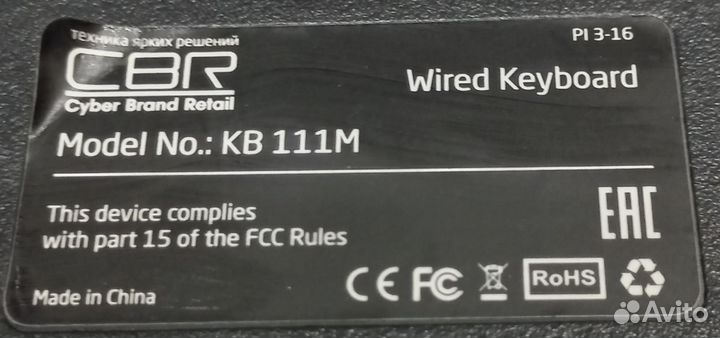 техника ярких решений
PI 3-16
CBR
Wired Keyboard
Cyber Brand Retail
Model No.: KB 111M
This device complies
with part 15 of the FCC Rules
EAC
CE FC RoHS
Made in China
Avito